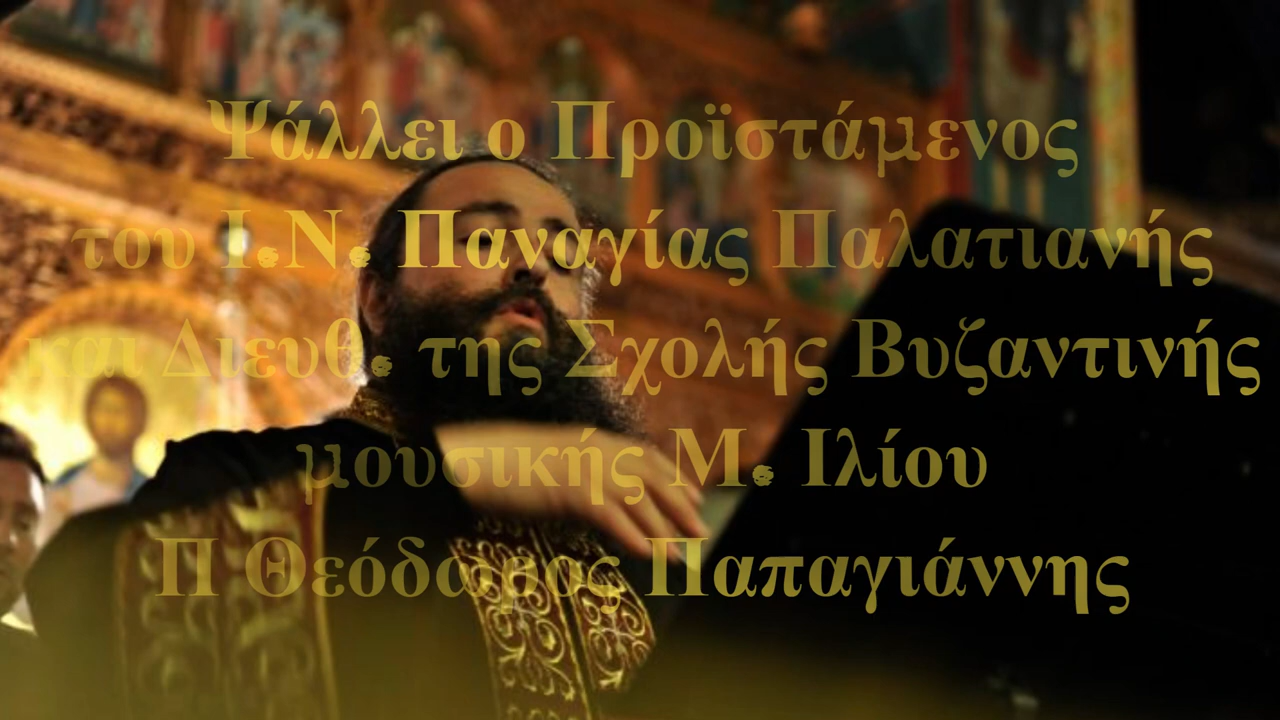 Ψάλλει ο Προϊστάμενος
του Ι.Ν. Παναγίας Παλατιανής
και Διευθ. της Σχολής Βυζαντινής
μουσικής Μ. Ιλίου
Π Θεόδωρος Παπαγιάννης